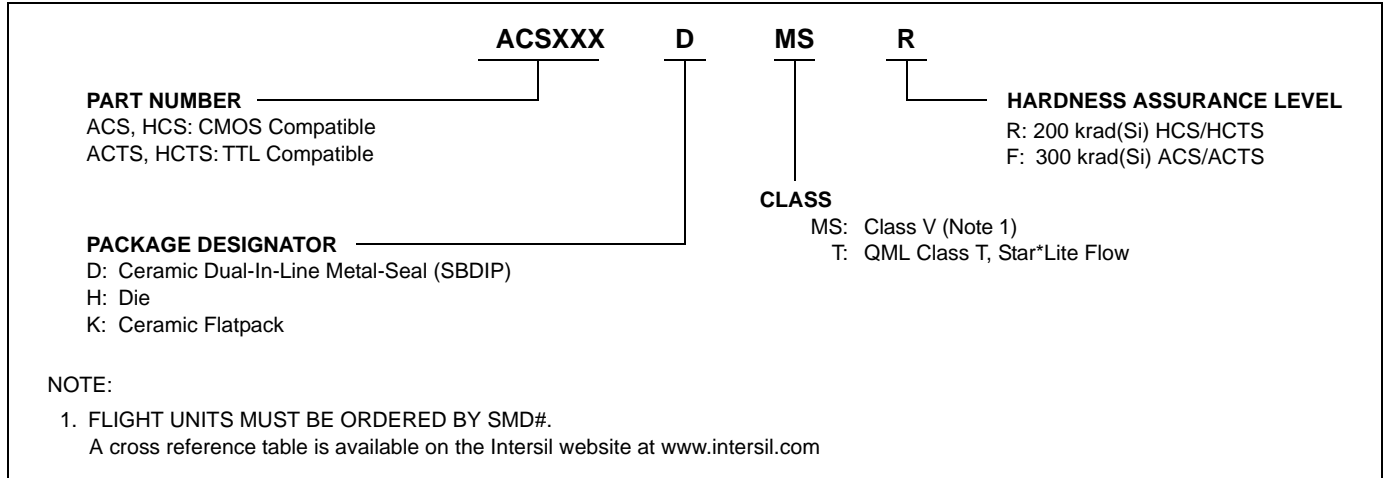 ACSXXX D MS R
PART NUMBER
ACS, HCS: CMOS Compatible
ACTS, HCTS: TTL Compatible
HARDNESS ASSURANCE LEVEL
R: 200 krad(Si) HCS/HCTS
F: 300 krad(Si) ACS/ACTS
CLASS
MS: Class V (Note 1)
T: QML Class T, Star*Lite Flow
PACKAGE DESIGNATOR
D: Ceramic Dual-In-Line Metal-Seal (SBDIP)
H: Die
K: Ceramic Flatpack
NOTE:
1. FLIGHT UNITS MUST BE ORDERED BY SMD#.
A cross reference table is available on the Intersil website at www.intersil.com